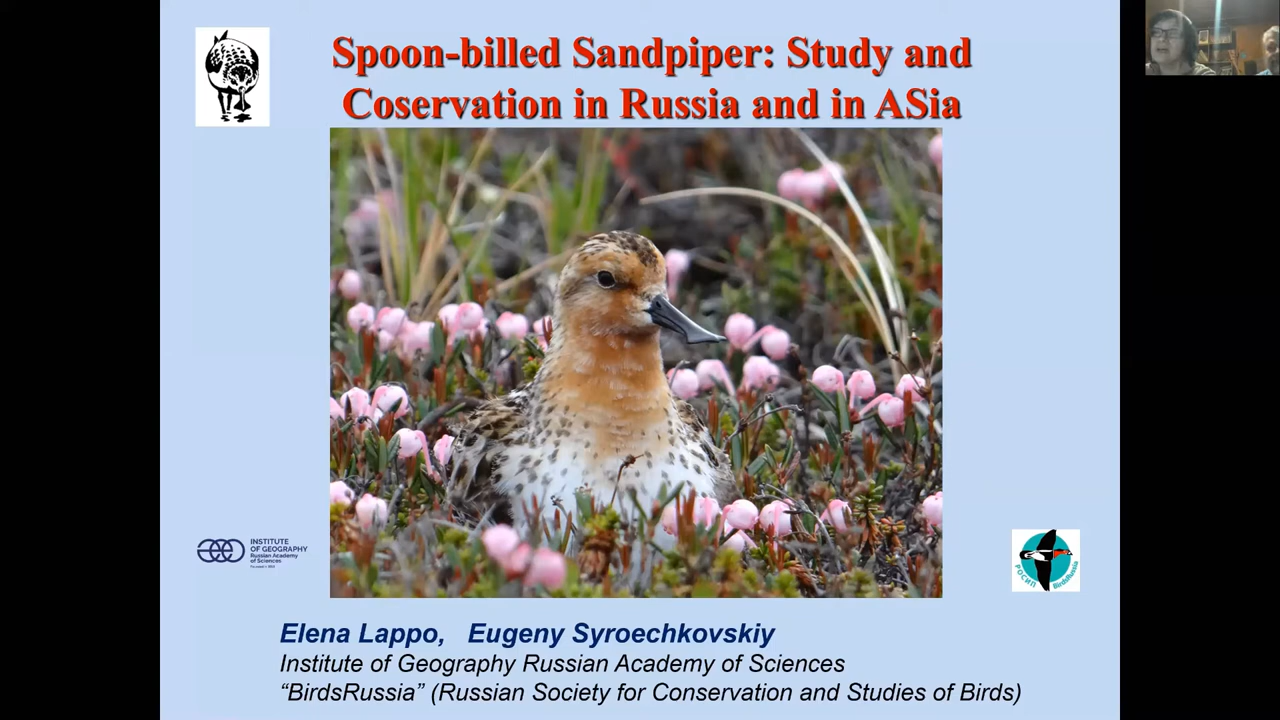 Spoon-billed Sandpiper: Study and
Coservation in Russia and in ASia
INSTITUTE
OF GEOGRAPHY
Russian Academy
of Sciences
РОСИП BirdsRussia
Elena Lappo, Eugeny Syroechkovskiy
Institute of Geography Russian Academy of Sciences
“BirdsRussia” (Russian Society for Conservation and Studies of Birds)